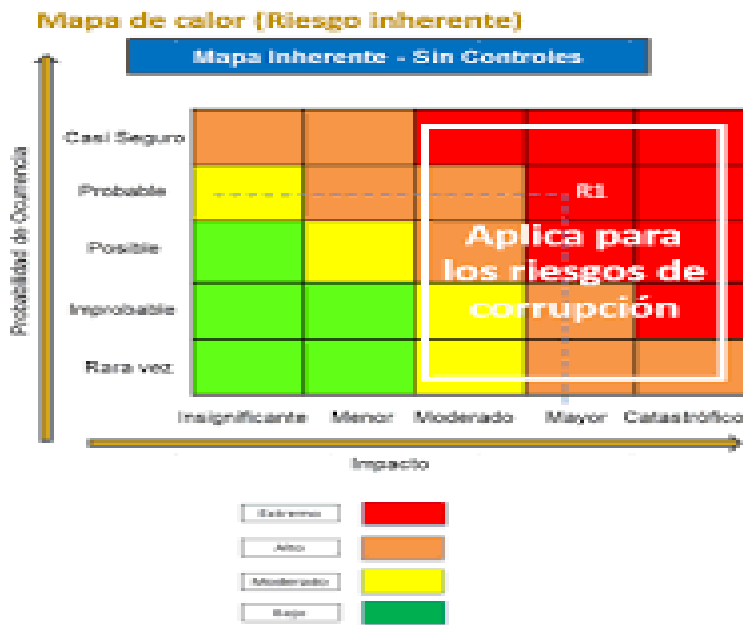 Mapa de calor (Riesgo inherente)
Mapa Inherente - Sin Controles
Probabilidad de Ocurrencia
Casi Seguro
Probable
Posible
Improbable
Rara vez
R1
Aplica para
los riesgos de
corrupción
Insignificante Menor Moderado Mayor Catastrófico
Impacto
Extremo
Alto
Moderado
Bajo